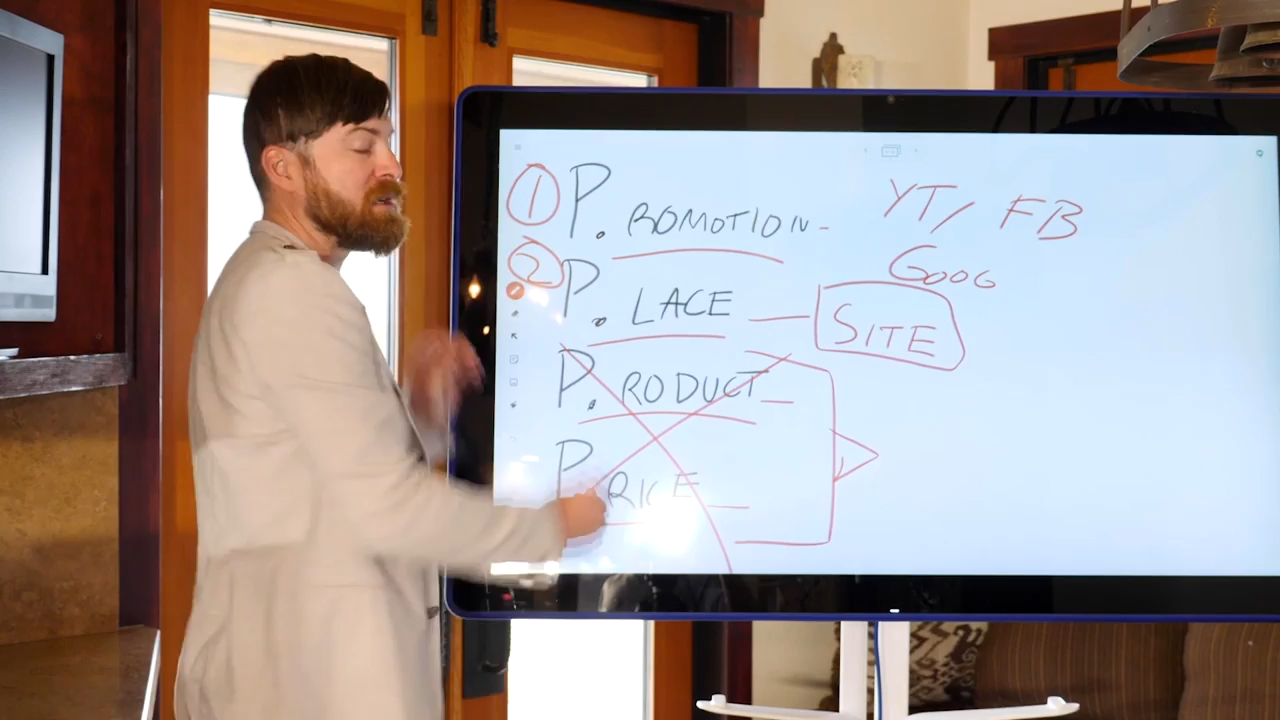 1 P. ROMOTION - YT/ FB
GOOG
2 P. LACE — SITE
P. RODUCT —
P RICE —